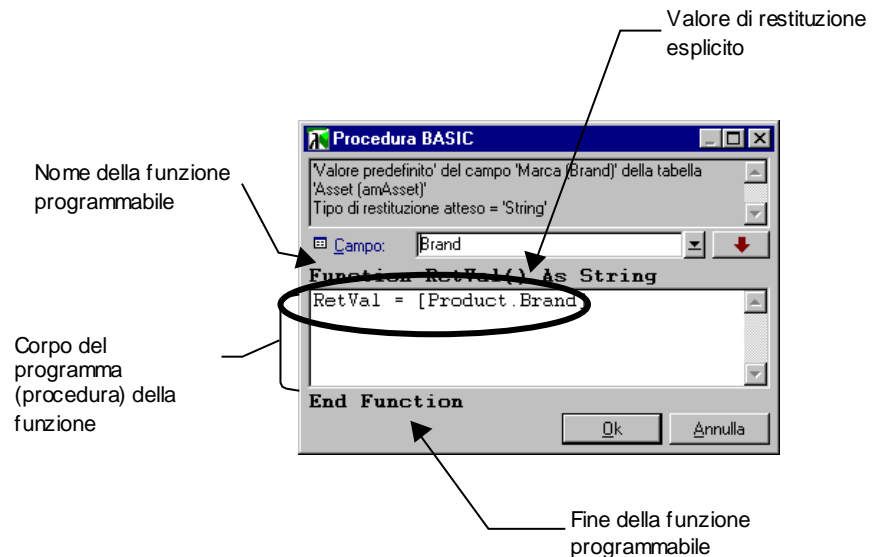 Valore di restituzione
esplicito
Procedura BASIC
'Valore predefinito' del campo 'Marca (Brand)' della tabella
'Asset (amAsset)'
Tipo di restituzione atteso = 'String'
Nome della funzione
programmabile
Campo:
Brand
Function RetVal() As String
RetVal = [Product.Brand]
Corpo del
programma
(procedura) della
funzione
End Function
Ok
Annulla
Fine della funzione
programmabile